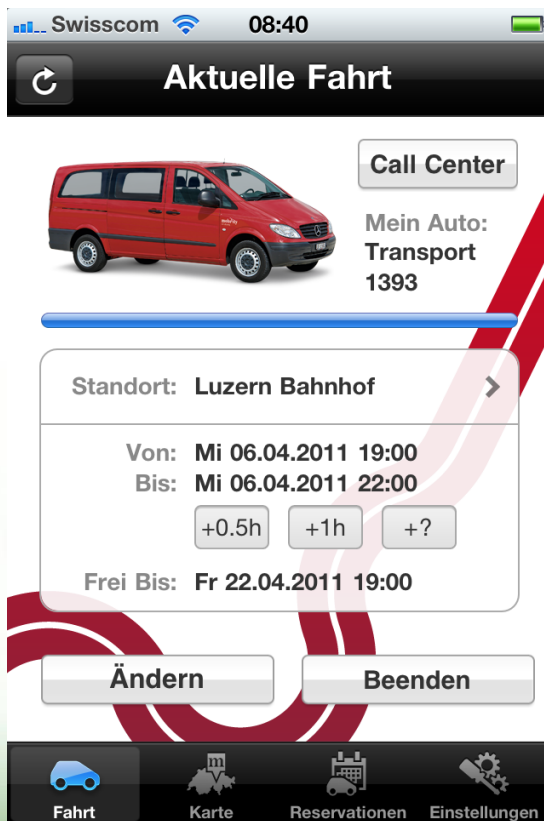 Swisscom 08:40
Aktuelle Fahrt
Call Center
Mein Auto:
Transport
1393
Standort: Luzern Bahnhof
Von: Mi 06.04.2011 19:00
Bis: Mi 06.04.2011 22:00
+0.5h +1h +?
Frei Bis: Fr 22.04.2011 19:00
Ändern Beenden
m
Fahrt Karte Reservationen Einstellungen